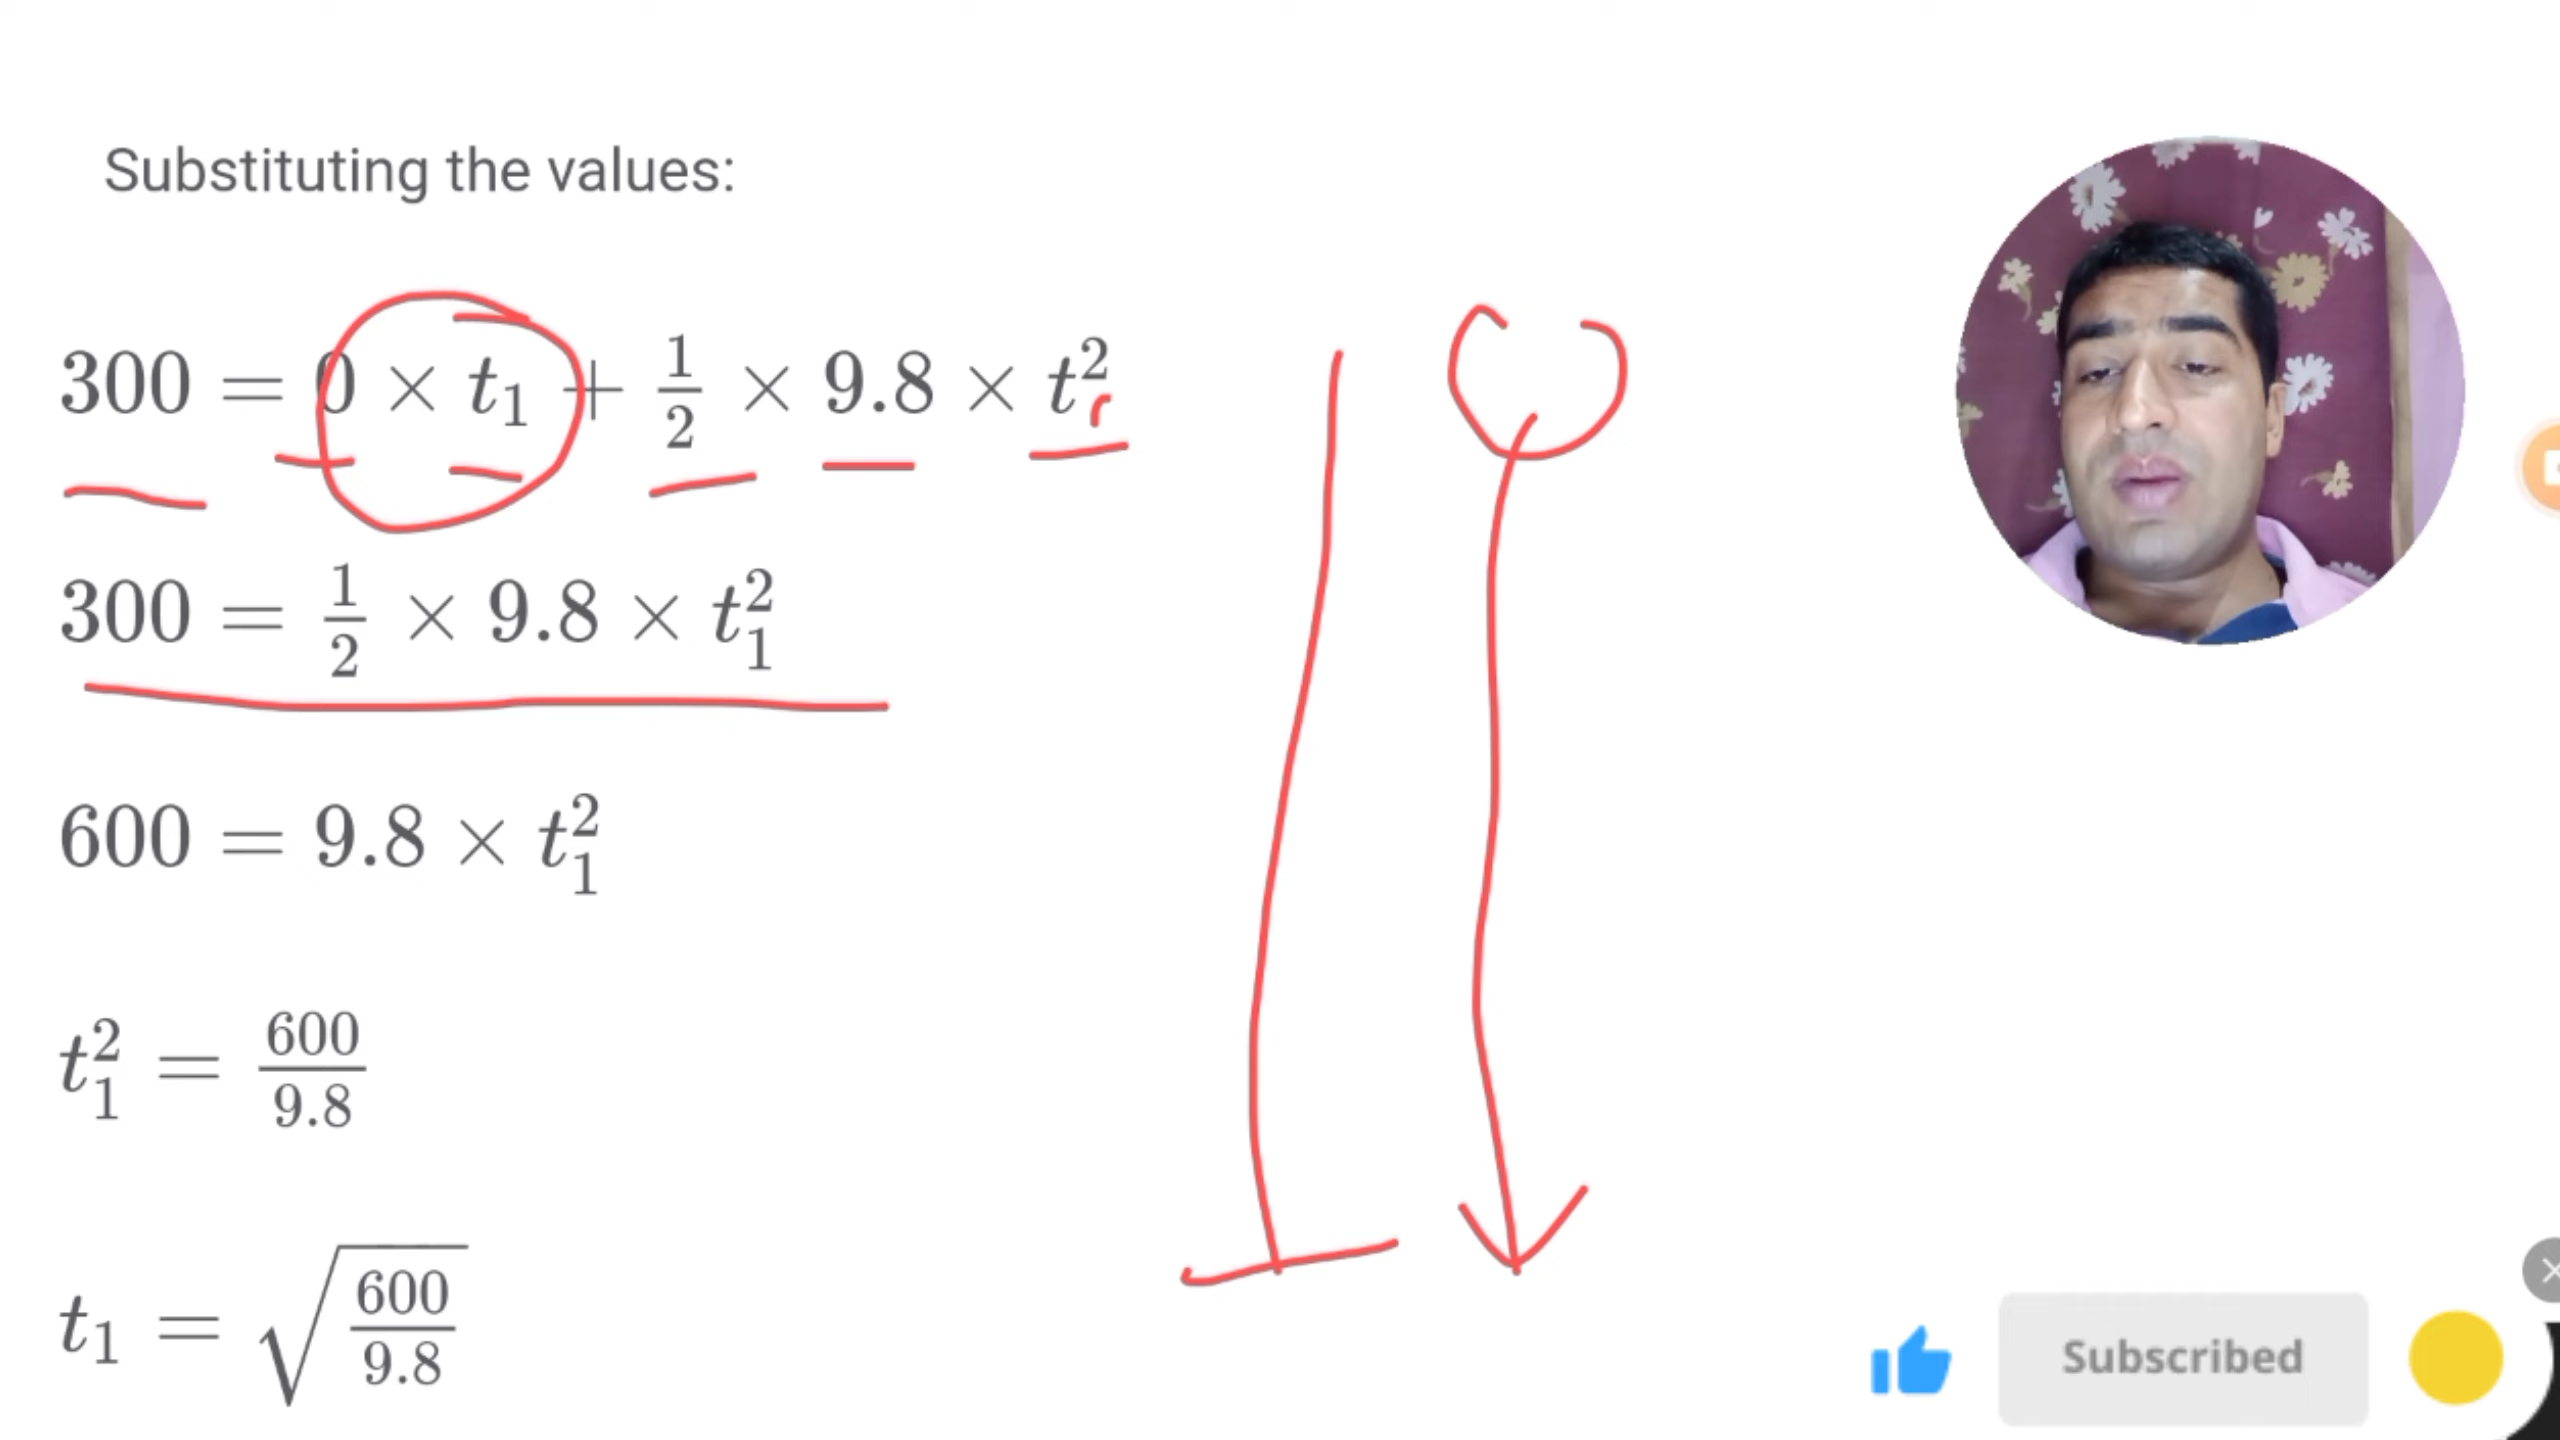 Substituting the values:
300 = 0 × t₁ + 1/2 × 9.8 × t²
300 = 1/2 × 9.8 × t₁²
600 = 9.8 × t₁²
t₁² = 600/9.8
t₁ = √(600/9.8)
Subscribed